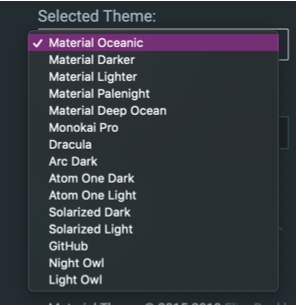 Selected Theme:
✓ Material Oceanic
Material Darker
Material Lighter
Material Palenight
Material Deep Ocean
Monokai Pro
Dracula
Arc Dark
Atom One Dark
Atom One Light
Solarized Dark
Solarized Light
GitHub
Night Owl
Light Owl